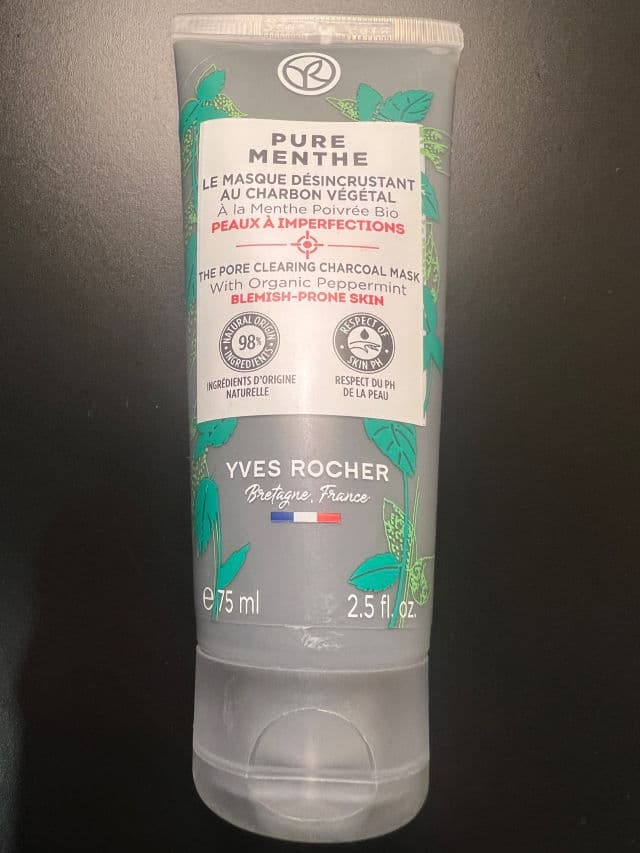 PURE
MENTHE
LE MASQUE DÉSINCRUSTANT
AU CHARBON VÉGÉTAL
À la Menthe Poivrée Bio
PEAUX À IMPERFECTIONS
THE PORE CLEARING CHARCOAL MASK
With Organic Peppermint
BLEMISH-PRONE SKIN
NATURAL ORIGIN
98%
INGREDIENTS
INGRÉDIENTS D'ORIGINE
NATURELLE
RESPECT OF
SKIN PH
RESPECT DU PH
DE LA PEAU
YVES ROCHER
Bretagne, France
e 75 ml
2.5 fl. oz.